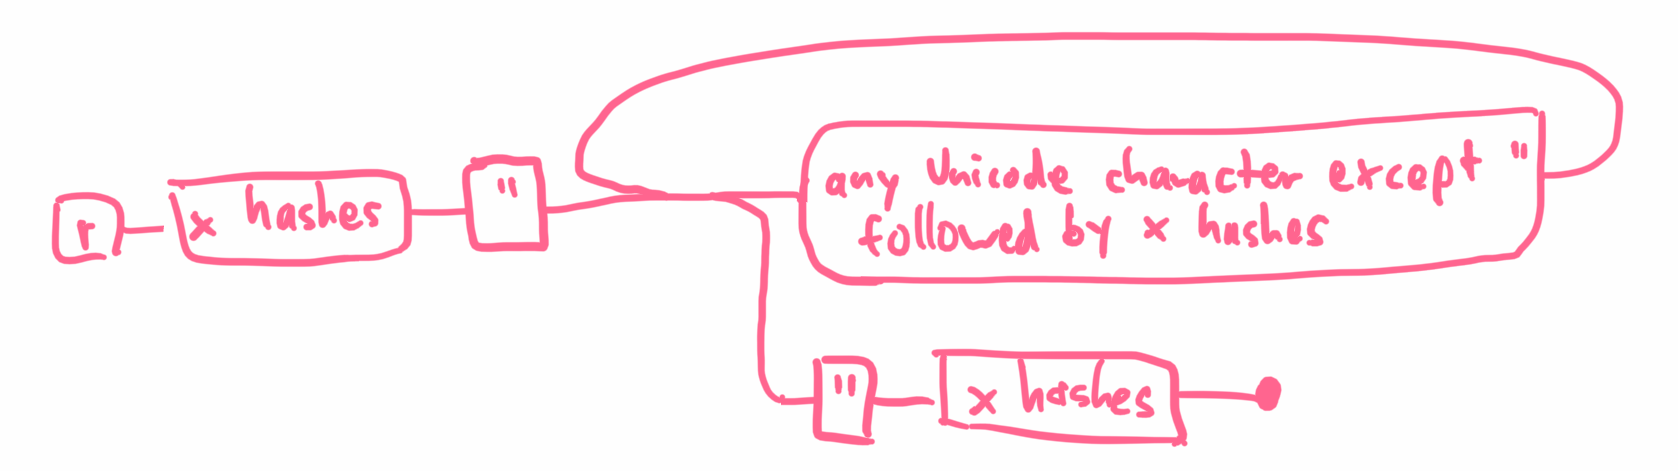 r
x hashes
"
any Unicode character except "
followed by x hashes
"
x hashes